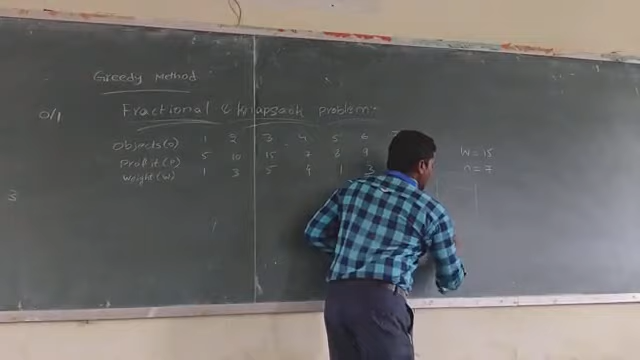 Greedy Method
0/1
Fractional Knapsack problem-
Objects(O) 1 2 3 4 5 6 7
Profit(P) 5 10 15 7 8 9
Weight(W) 1 3 5 4 1 3
W = 15
n = 7
3